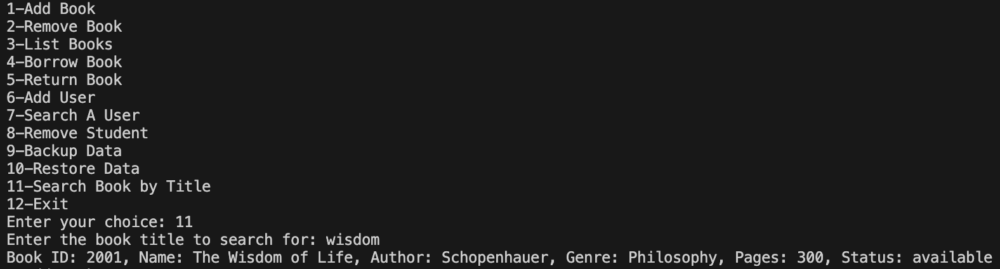 1-Add Book
2-Remove Book
3-List Books
4-Borrow Book
5-Return Book
6-Add User
7-Search A User
8-Remove Student
9-Backup Data
10-Restore Data
11-Search Book by Title
12-Exit
Enter your choice: 11
Enter the book title to search for: wisdom
Book ID: 2001, Name: The Wisdom of Life, Author: Schopenhauer, Genre: Philosophy, Pages: 300, Status: available